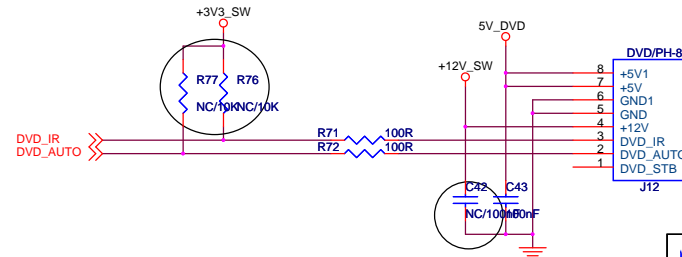 +3V3_SW
5V_DVD
DVD/PH-8
+12V_SW
R77
R76
NC/10K
NC/10K
8
+5V1
7
+5V
6
GND1
5
GND
4
+12V
DVD_IR
R71
100R
3
DVD_IR
DVD_AUTO
R72
100R
2
DVD_AUTO
1
DVD_STB
J12
C42
C43
NC/100nF
100nF